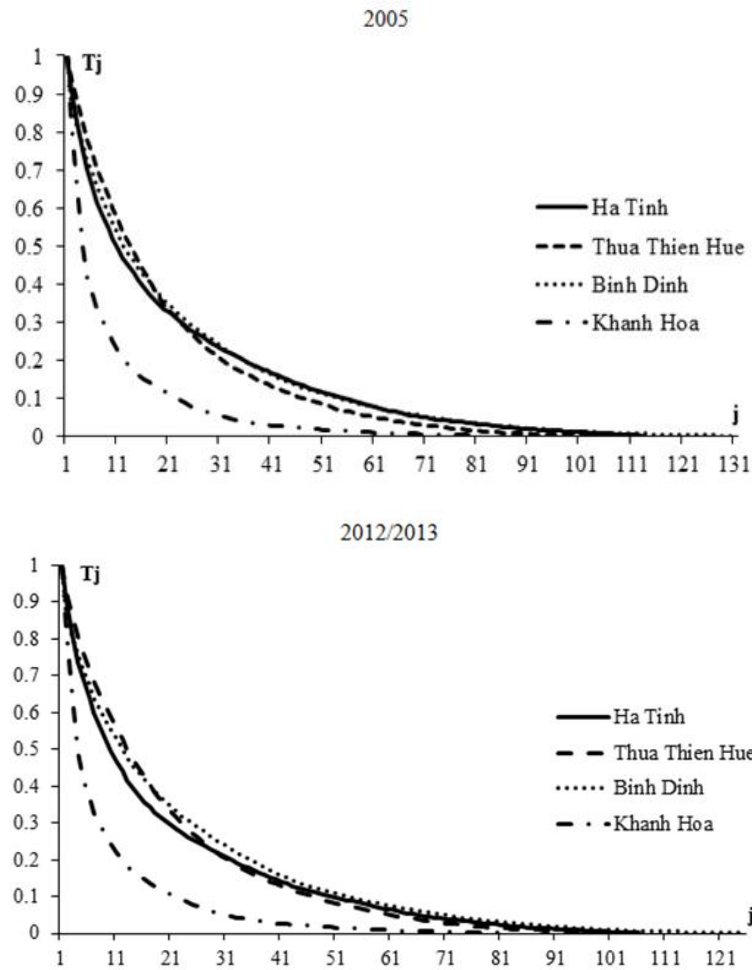 2005
Tj
1
0.9
0.8
0.7
0.6
0.5
0.4
0.3
0.2
0.1
0
Ha Tinh
Thua Thien Hue
Binh Dinh
Khanh Hoa
j
1 11 21 31 41 51 61 71 81 91 101 111 121 131
2012/2013
Tj
1
0.9
0.8
0.7
0.6
0.5
0.4
0.3
0.2
0.1
0
Ha Tinh
Thua Thien Hue
Binh Dinh
Khanh Hoa
j
1 11 21 31 41 51 61 71 81 91 101 111 121